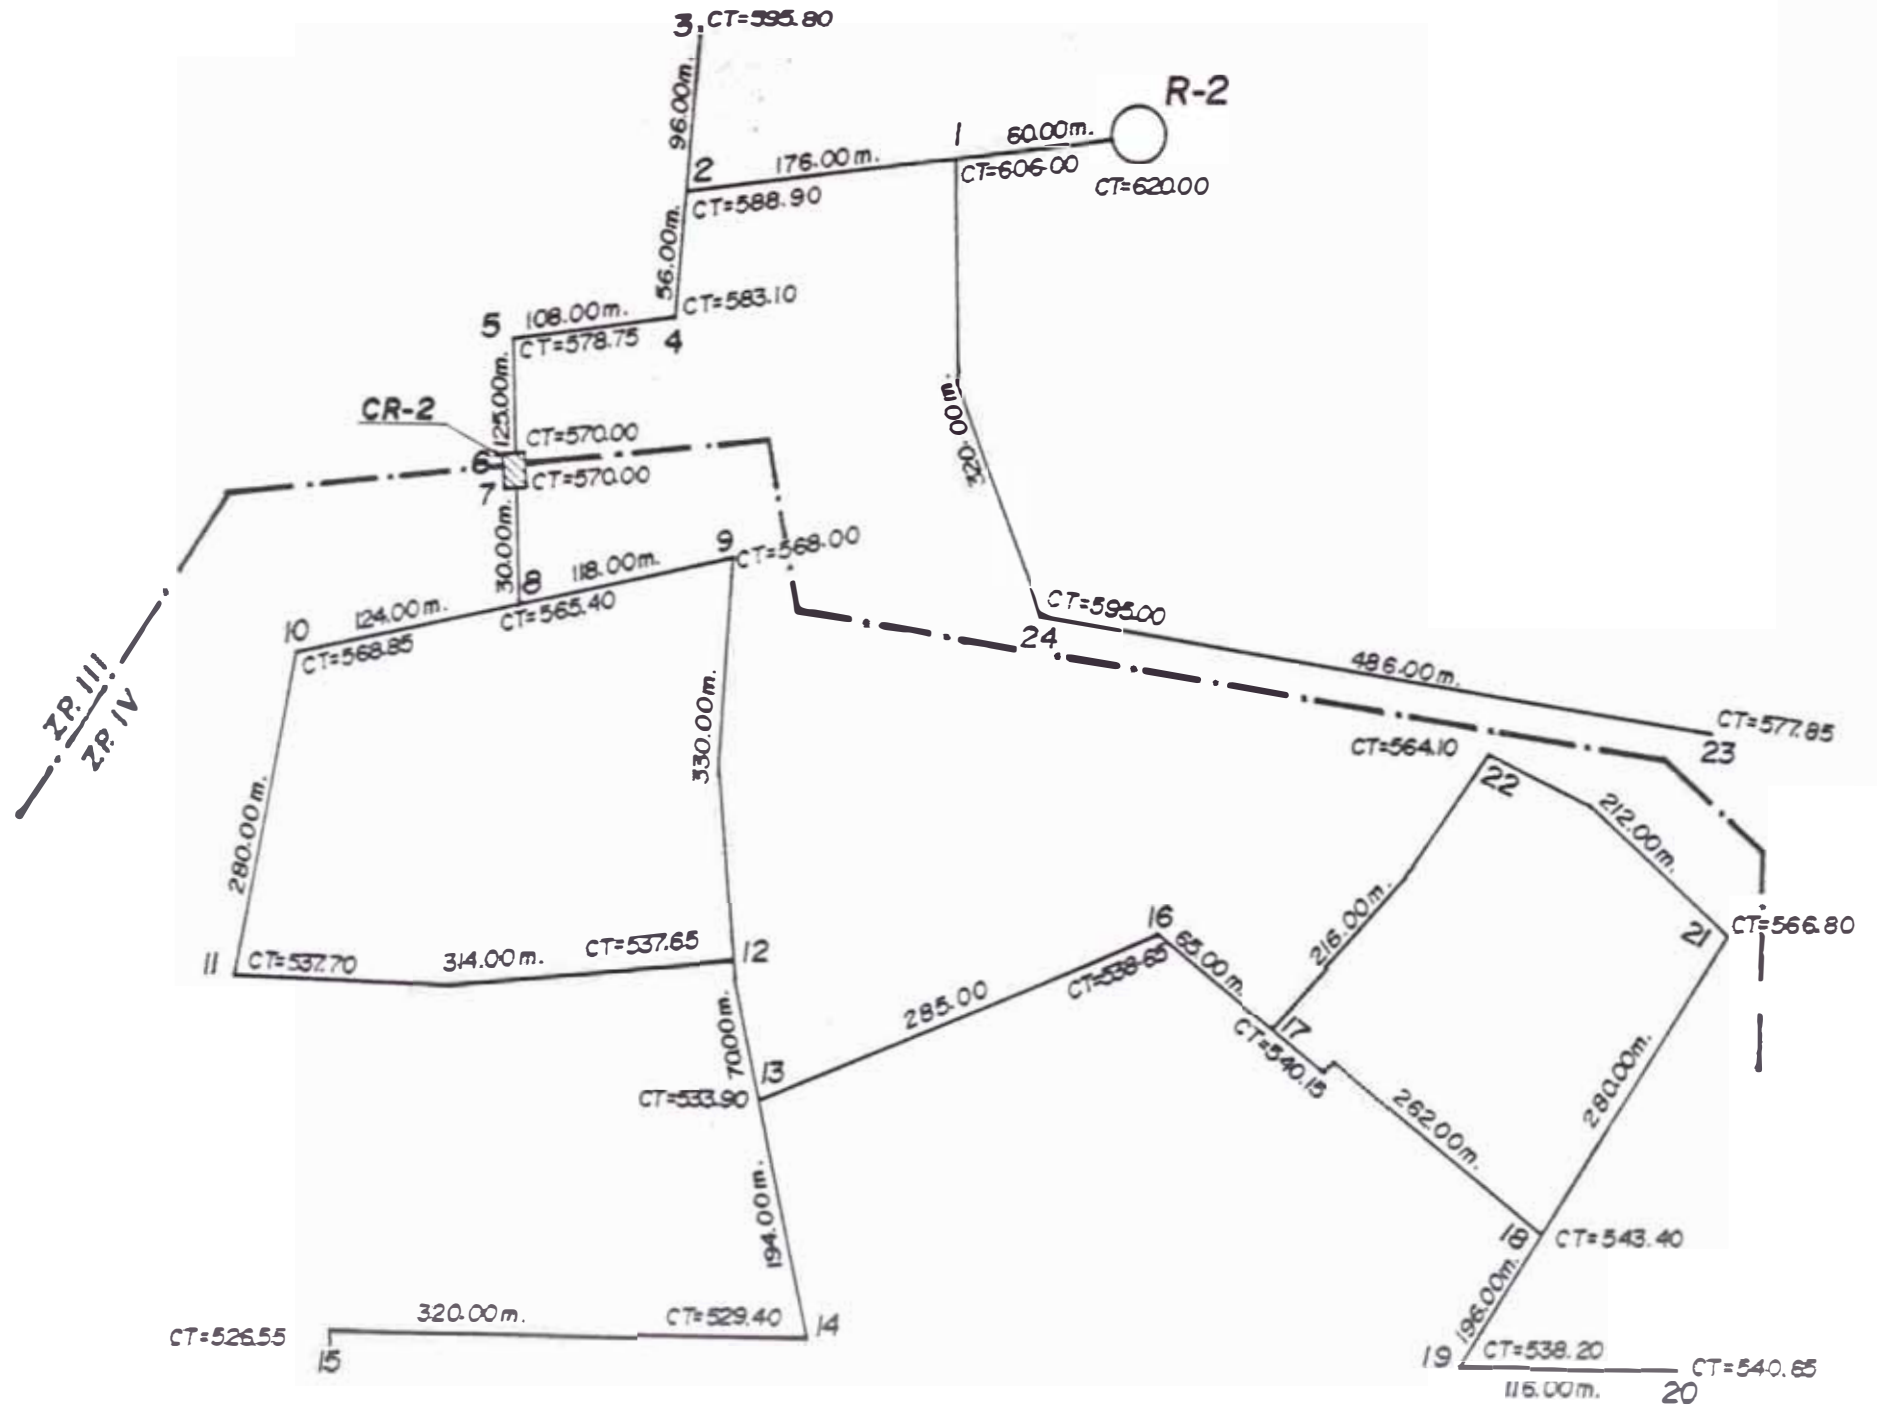 3. CT=595.80
R-2
96.00m.
1
60.00m.
2
176.00m.
CT=606.00
CT=620.00
CT=588.90
56.00m.
CT=583.10
5
108.00m.
CT=578.75
4
125.00m.
CR-2
320.00m.
CT=570.00
6
CT=570.00
7
30.00m.
9
CT=568.00
118.00m.
8
124.00m.
CT=565.40
CT=595.00
24
10
CT=568.85
486.00m.
Z.P. III
Z.P. IV
330.00m.
CT=577.85
23
CT=564.10
22
280.00m.
212.00m.
216.00m.
16
CT=566.80
21
11
CT=537.70
314.00m.
CT=537.65
12
65.00m.
CT=538.65
285.00
70.00m.
17
CT=540.15
13
CT=533.90
280.00m.
262.00m.
194.00m.
18
CT=543.40
196.00m.
320.00m.
CT=529.40
14
CT=526.55
15
19
CT=538.20
CT=540.65
116.00m.
20